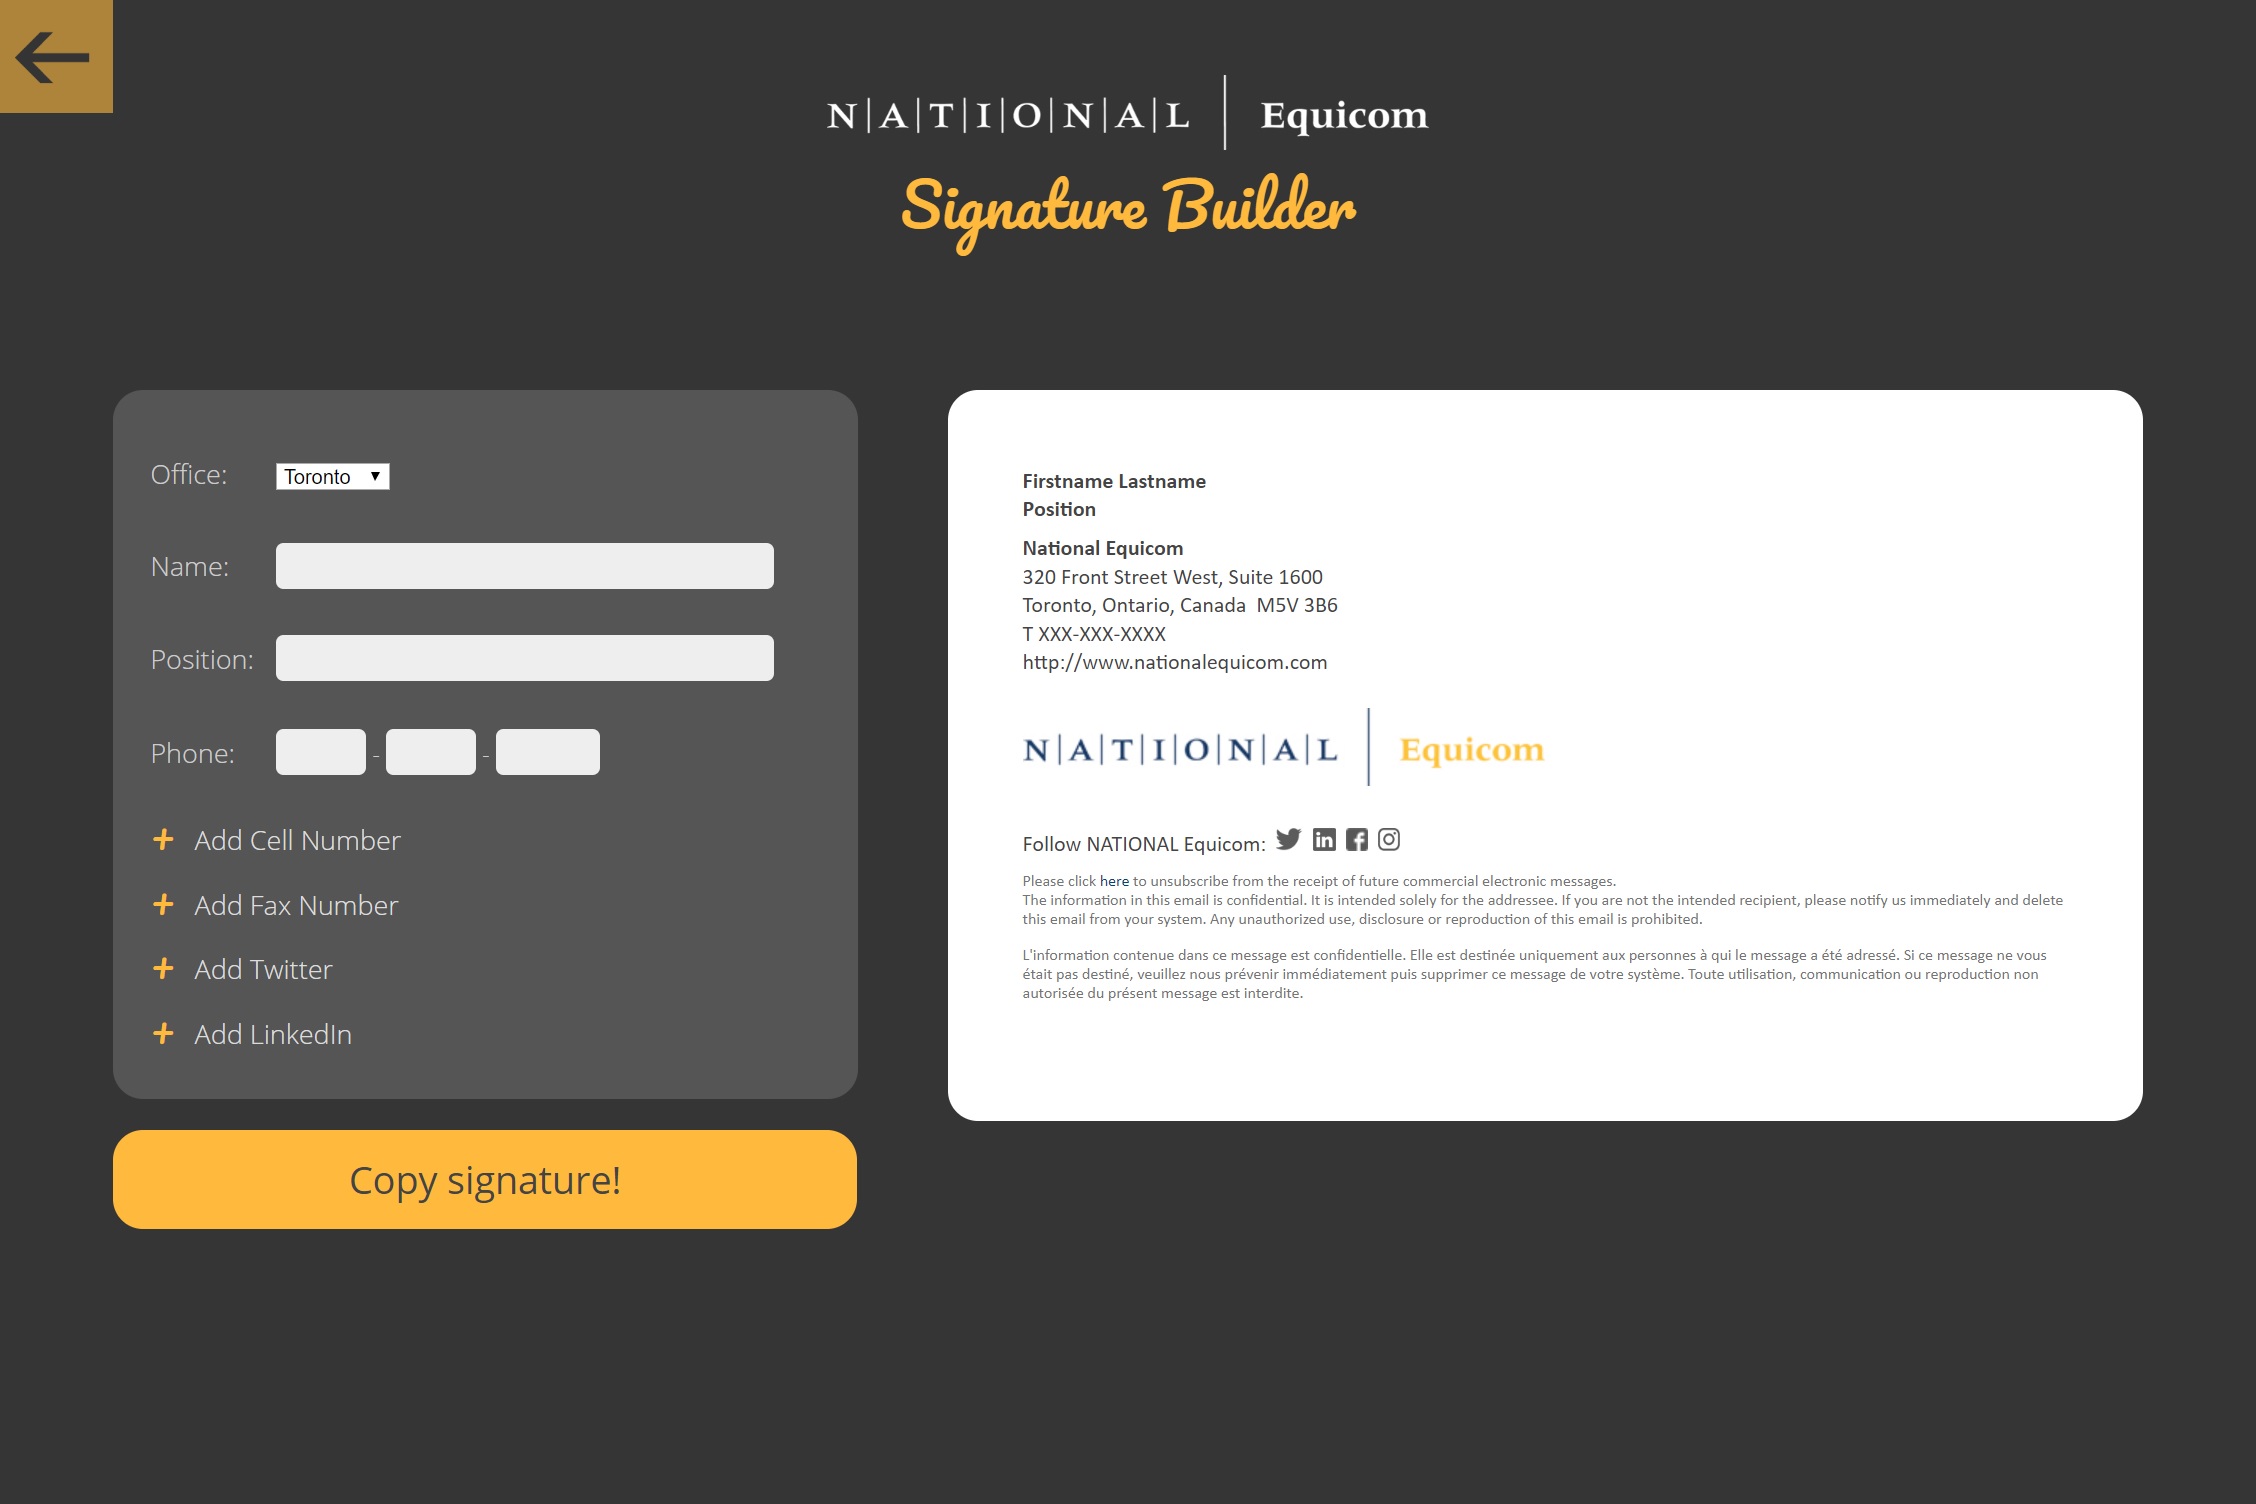 N|A|T|I|O|N|A|L | Equicom
Signature Builder
Office: Toronto
Name:
Position:
Phone: - -
+ Add Cell Number
+ Add Fax Number
+ Add Twitter
+ Add LinkedIn
Copy signature!
Firstname Lastname
Position
National Equicom
320 Front Street West, Suite 1600
Toronto, Ontario, Canada  M5V 3B6
T XXX-XXX-XXXX
http://www.nationalequicom.com
N|A|T|I|O|N|A|L | Equicom
Follow NATIONAL Equicom:
Please click here to unsubscribe from the receipt of future commercial electronic messages.
The information in this email is confidential. It is intended solely for the addressee. If you are not the intended recipient, please notify us immediately and delete
this email from your system. Any unauthorized use, disclosure or reproduction of this email is prohibited.
L'information contenue dans ce message est confidentielle. Elle est destinée uniquement aux personnes à qui le message a été adressé. Si ce message ne vous
était pas destiné, veuillez nous prévenir immédiatement puis supprimer ce message de votre système. Toute utilisation, communication ou reproduction non
autorisée du présent message est interdite.